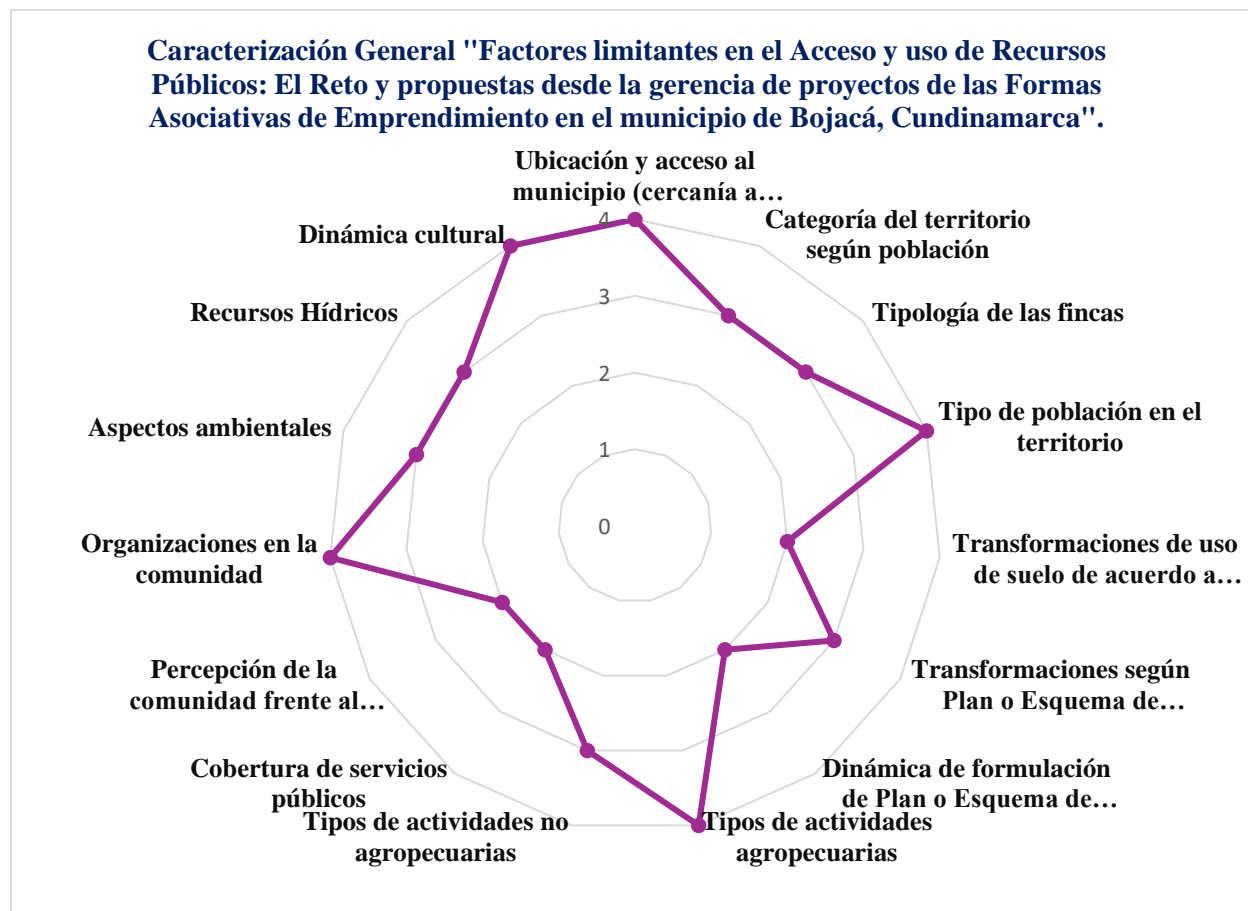 Caracterización General "Factores limitantes en el Acceso y uso de Recursos
Públicos: El Reto y propuestas desde la gerencia de proyectos de las Formas
Asociativas de Emprendimiento en el municipio de Bojacá, Cundinamarca".
Ubicación y acceso al
municipio (cercanía a…
Categoría del territorio
según población
Tipología de las fincas
Tipo de población en el
territorio
Transformaciones de uso
de suelo de acuerdo a…
Transformaciones según
Plan o Esquema de…
Dinámica de formulación
de Plan o Esquema de…
Tipos de actividades
agropecuarias
Tipos de actividades no
agropecuarias
Cobertura de servicios
públicos
Percepción de la
comunidad frente al…
Organizaciones en la
comunidad
Aspectos ambientales
Recursos Hídricos
Dinámica cultural
4
3
2
1
0